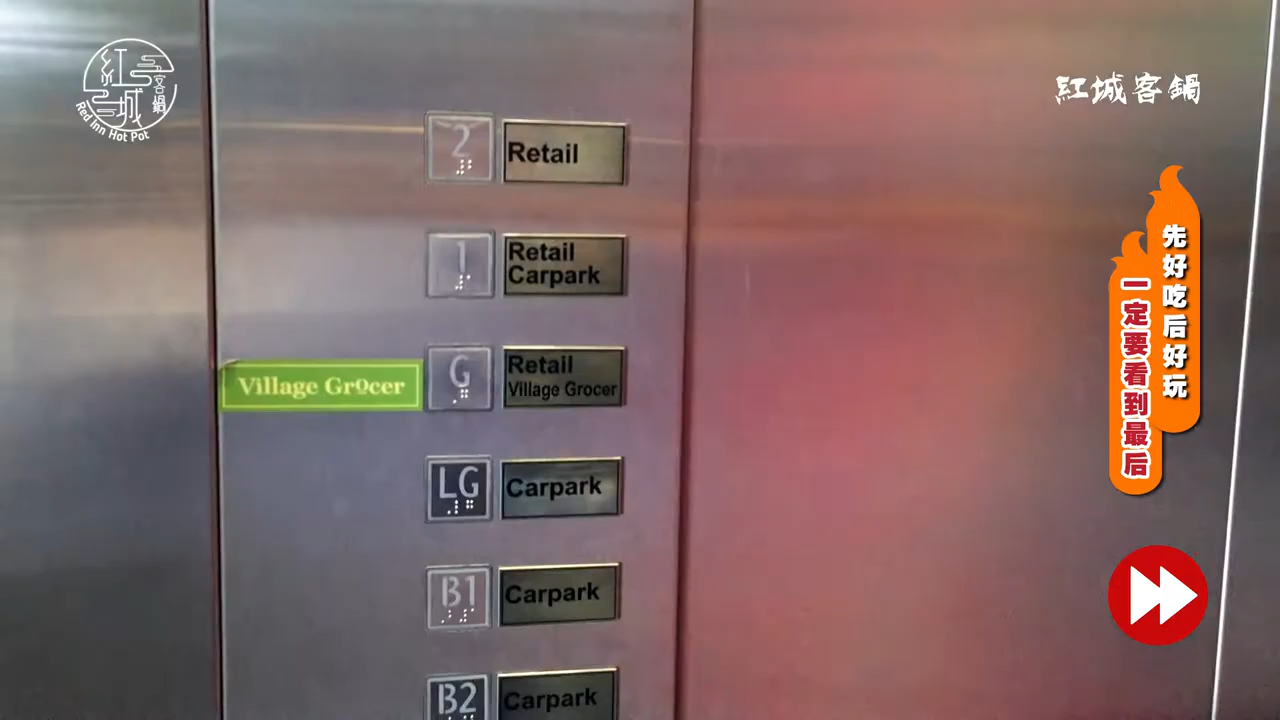 紅城客鍋
Red Inn Hot Pot
紅城客鍋
2
Retail
1
Retail
Carpark
Village Grocer
G
Retail
Village Grocer
LG
Carpark
B1
Carpark
B2
Carpark
先好吃后好玩
一定要看到最后